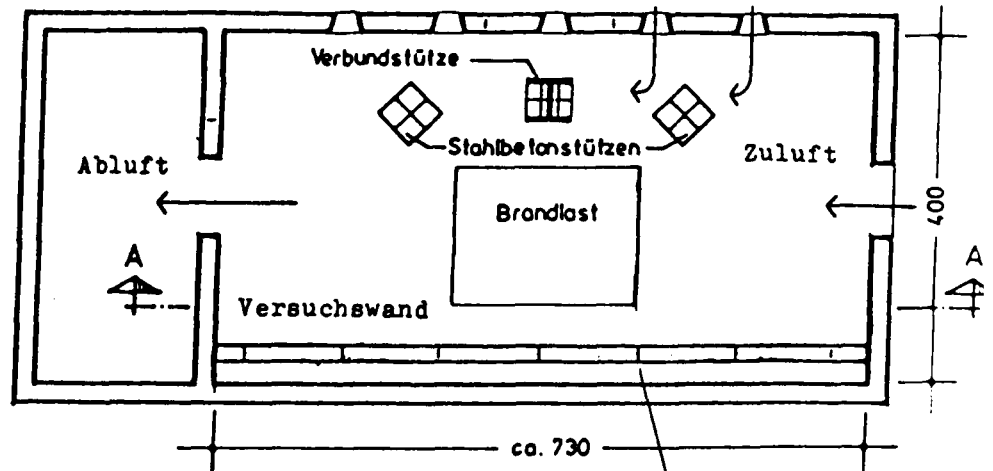 Verbundstütze
Stahlbetonstützen
Abluft
Zuluft
Brandlast
400
A
A
Versuchswand
ca. 730